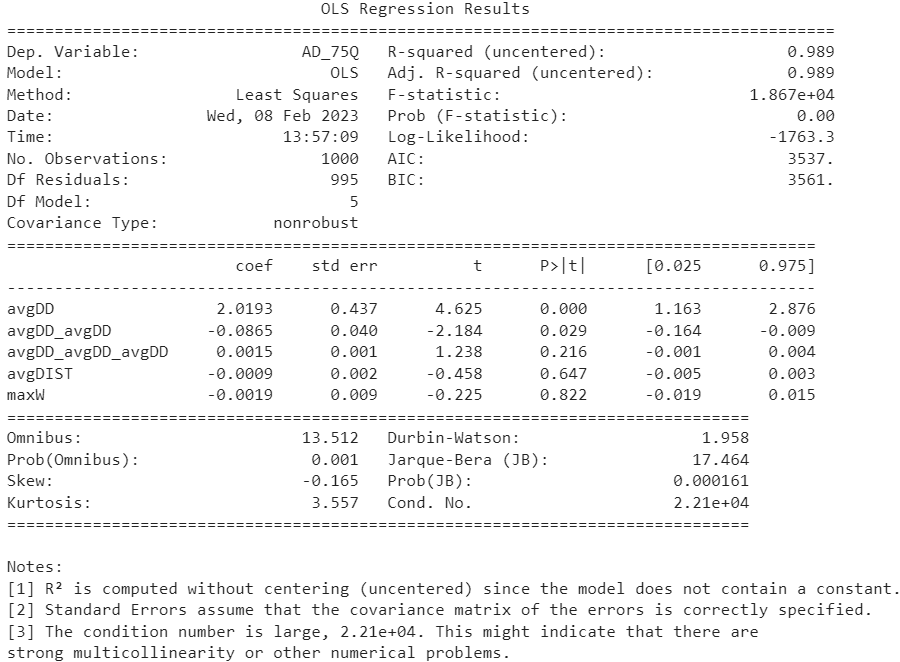 OLS Regression Results
==============================================================================
Dep. Variable: AD_75Q R-squared (uncentered): 0.989
Model: OLS Adj. R-squared (uncentered): 0.989
Method: Least Squares F-statistic: 1.867e+04
Date: Wed, 08 Feb 2023 Prob (F-statistic): 0.00
Time: 13:57:09 Log-Likelihood: -1763.3
No. Observations: 1000 AIC: 3537.
Df Residuals: 995 BIC: 3561.
Df Model: 5
Covariance Type: nonrobust
==============================================================================
coef std err t P>|t| [0.025 0.975]
------------------------------------------------------------------------------
avgDD 2.0193 0.437 4.625 0.000 1.163 2.876
avgDD_avgDD -0.0865 0.040 -2.184 0.029 -0.164 -0.009
avgDD_avgDD_avgDD 0.0015 0.001 1.238 0.216 -0.001 0.004
avgDIST -0.0009 0.002 -0.458 0.647 -0.005 0.003
maxW -0.0019 0.009 -0.225 0.822 -0.019 0.015
==============================================================================
Omnibus: 13.512 Durbin-Watson: 1.958
Prob(Omnibus): 0.001 Jarque-Bera (JB): 17.464
Skew: -0.165 Prob(JB): 0.000161
Kurtosis: 3.557 Cond. No. 2.21e+04
==============================================================================
Notes:
[1] R² is computed without centering (uncentered) since the model does not contain a constant.
[2] Standard Errors assume that the covariance matrix of the errors is correctly specified.
[3] The condition number is large, 2.21e+04. This might indicate that there are
strong multicollinearity or other numerical problems.